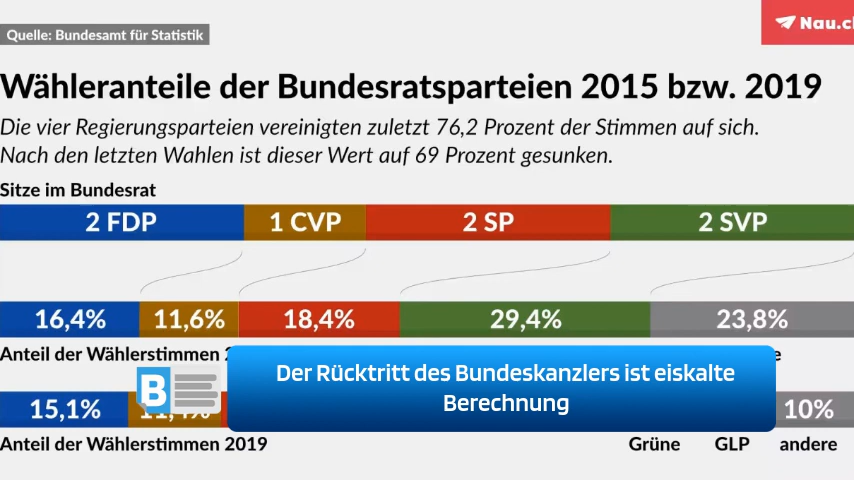 Nau.c
Quelle: Bundesamt für Statistik
Wähleranteile der Bundesratsparteien 2015 bzw. 2019
Die vier Regierungsparteien vereinigten zuletzt 76,2 Prozent der Stimmen auf sich.
Nach den letzten Wahlen ist dieser Wert auf 69 Prozent gesunken.
Sitze im Bundesrat
2 FDP 1 CVP 2 SP 2 SVP
16,4% 11,6% 18,4% 29,4% 23,8%
Anteil der Wählerstimmen
Der Rücktritt des Bundeskanzlers ist eiskalte
Berechnung
B
15,1% 10%
Anteil der Wählerstimmen 2019 Grüne GLP andere